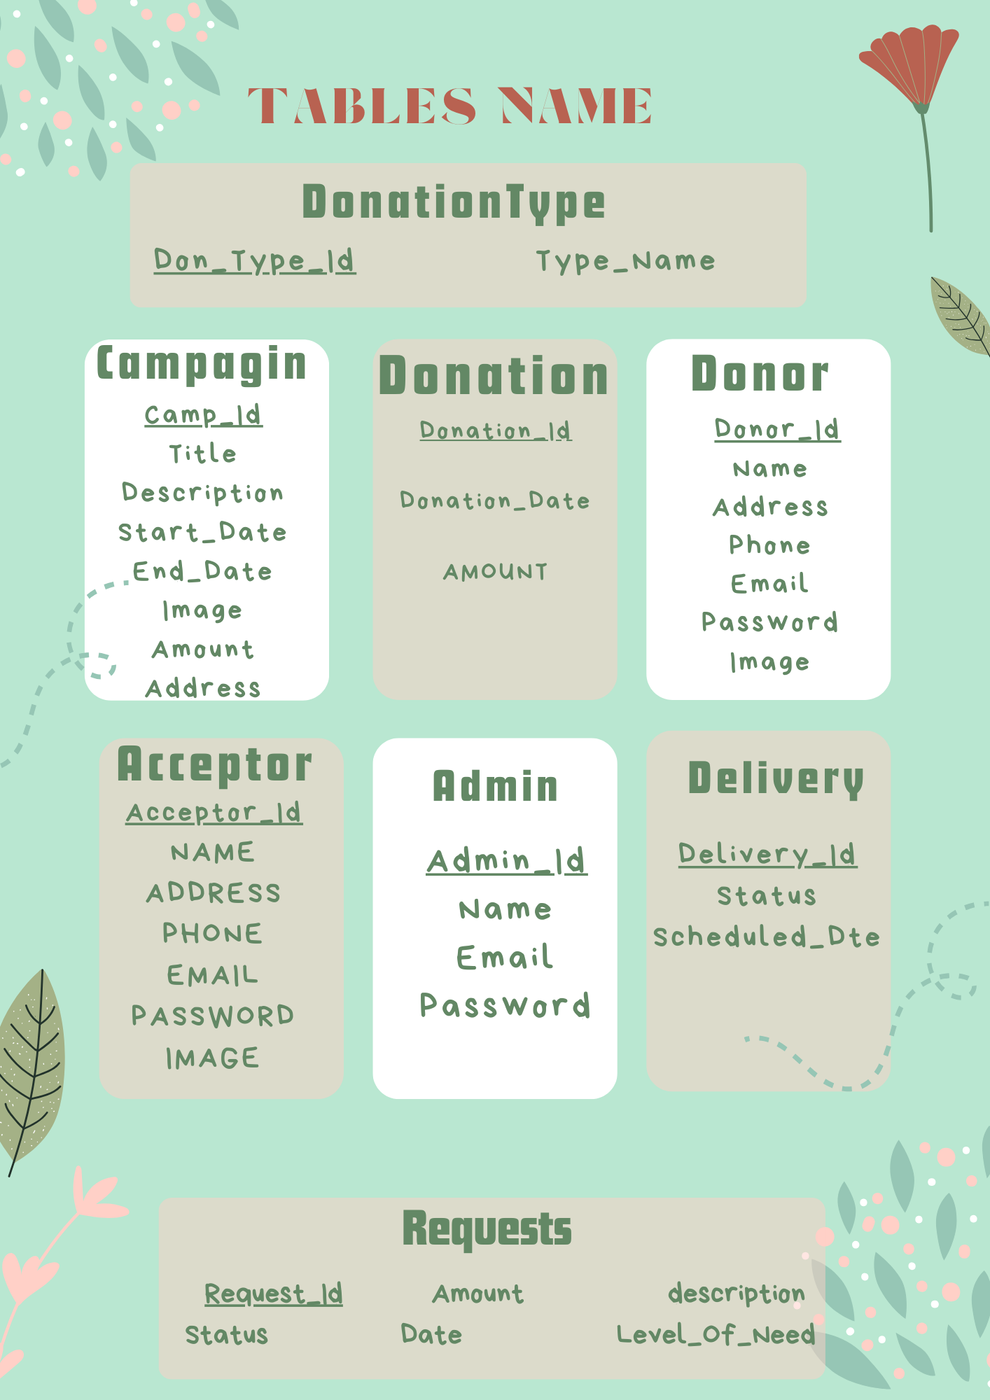 TABLES NAME
DonationType
Don_Type_Id
Type_Name
Campagin
Camp_Id
Title
Description
Start_Date
End_Date
Image
Amount
Address
Donation
Donation_Id
Donation_Date
AMOUNT
Donor
Donor_Id
Name
Address
Phone
Email
Password
Image
Acceptor
Acceptor_Id
NAME
ADDRESS
PHONE
EMAIL
PASSWORD
IMAGE
Admin
Admin_Id
Name
Email
Password
Delivery
Delivery_Id
Status
Scheduled_Dte
Requests
Request_Id
Amount
description
Status
Date
Level_Of_Need